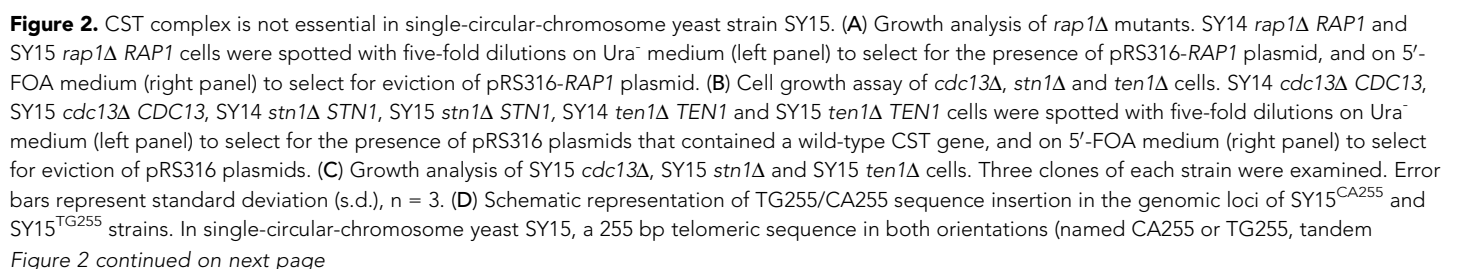 Figure 2. CST complex is not essential in single-circular-chromosome yeast strain SY15. (A) Growth analysis of rap1Δ mutants. SY14 rap1Δ RAP1 and
SY15 rap1Δ RAP1 cells were spotted with five-fold dilutions on Ura⁻ medium (left panel) to select for the presence of pRS316-RAP1 plasmid, and on 5′-
FOA medium (right panel) to select for eviction of pRS316-RAP1 plasmid. (B) Cell growth assay of cdc13Δ, stn1Δ and ten1Δ cells. SY14 cdc13Δ CDC13,
SY15 cdc13Δ CDC13, SY14 stn1Δ STN1, SY15 stn1Δ STN1, SY14 ten1Δ TEN1 and SY15 ten1Δ TEN1 cells were spotted with five-fold dilutions on Ura⁻
medium (left panel) to select for the presence of pRS316 plasmids that contained a wild-type CST gene, and on 5′-FOA medium (right panel) to select
for eviction of pRS316 plasmids. (C) Growth analysis of SY15 cdc13Δ, SY15 stn1Δ and SY15 ten1Δ cells. Three clones of each strain were examined. Error
bars represent standard deviation (s.d.), n = 3. (D) Schematic representation of TG255/CA255 sequence insertion in the genomic loci of SY15^CA255 and
SY15^TG255 strains. In single-circular-chromosome yeast SY15, a 255 bp telomeric sequence in both orientations (named CA255 or TG255, tandem
Figure 2 continued on next page